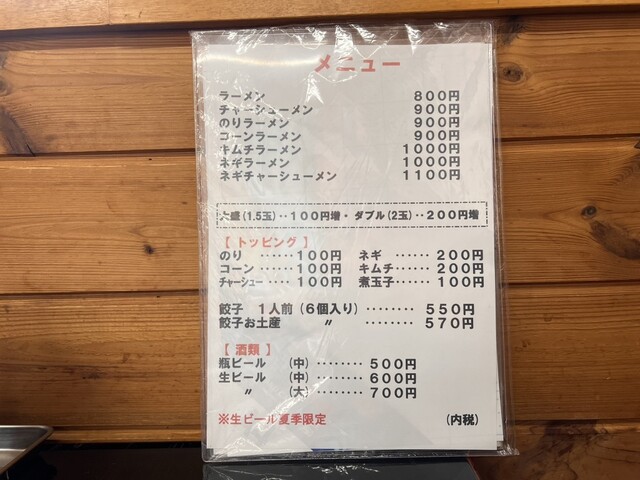 メニュー
ラーメン 800円
チャーシューメン 900円
のりラーメン 900円
コーンラーメン 900円
キムチラーメン 1000円
ネギラーメン 1000円
ネギチャーシューメン 1100円
大盛(1.5玉)‥100円増・ダブル(2玉)‥200円増
【トッピング】
のり ‥‥‥100円 ネギ ‥‥‥200円
コーン ‥‥‥100円 キムチ ‥‥‥200円
チャーシュー ‥‥100円 煮玉子‥‥‥100円
餃子 1人前(6個入り)‥‥‥‥550円
餃子お土産 〃 ‥‥‥‥570円
【酒類】
瓶ビール (中)‥‥‥‥500円
生ビール (中)‥‥‥‥600円
〃 (大)‥‥‥‥700円
※生ビール夏季限定 (内税)